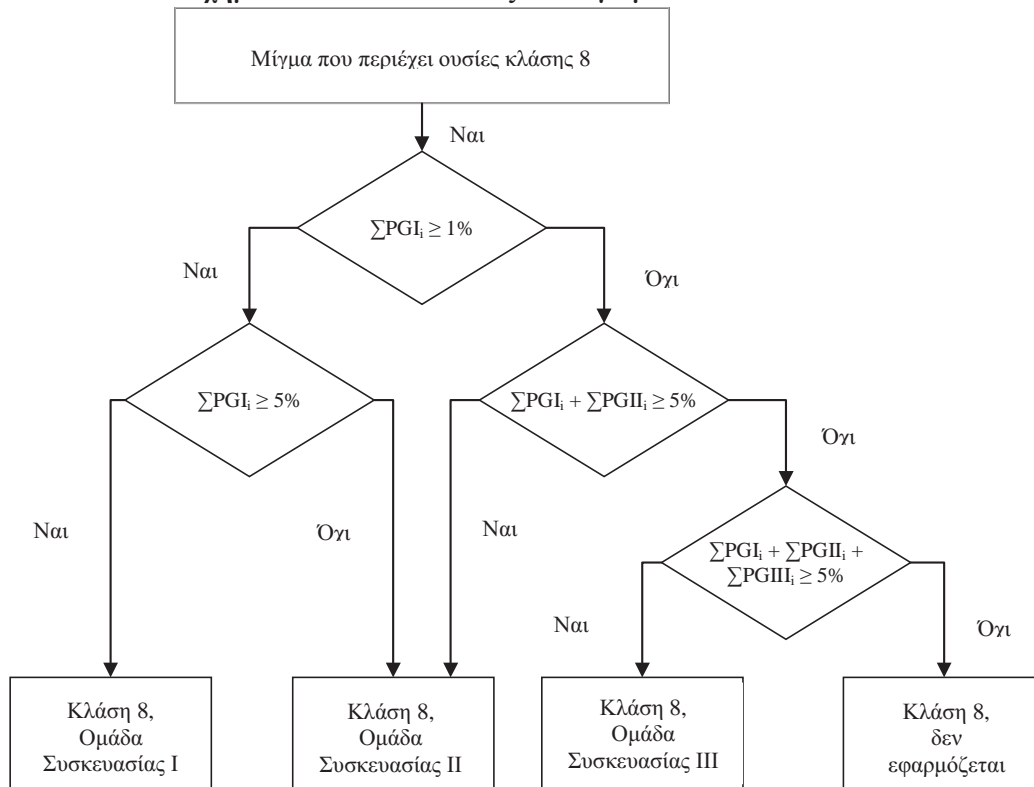 Μίγμα που περιέχει ουσίες κλάσης 8
Ναι
∑PGIᵢ ≥ 1%
Ναι
Όχι
∑PGIᵢ ≥ 5%
∑PGIᵢ + ∑PGIIᵢ ≥ 5%
Όχι
Ναι
Όχι
Ναι
∑PGIᵢ + ∑PGIIᵢ +
∑PGIIIᵢ ≥ 5%
Ναι
Όχι
Κλάση 8,
Ομάδα
Συσκευασίας I
Κλάση 8,
Ομάδα
Συσκευασίας II
Κλάση 8,
Ομάδα
Συσκευασίας III
Κλάση 8,
δεν
εφαρμόζεται